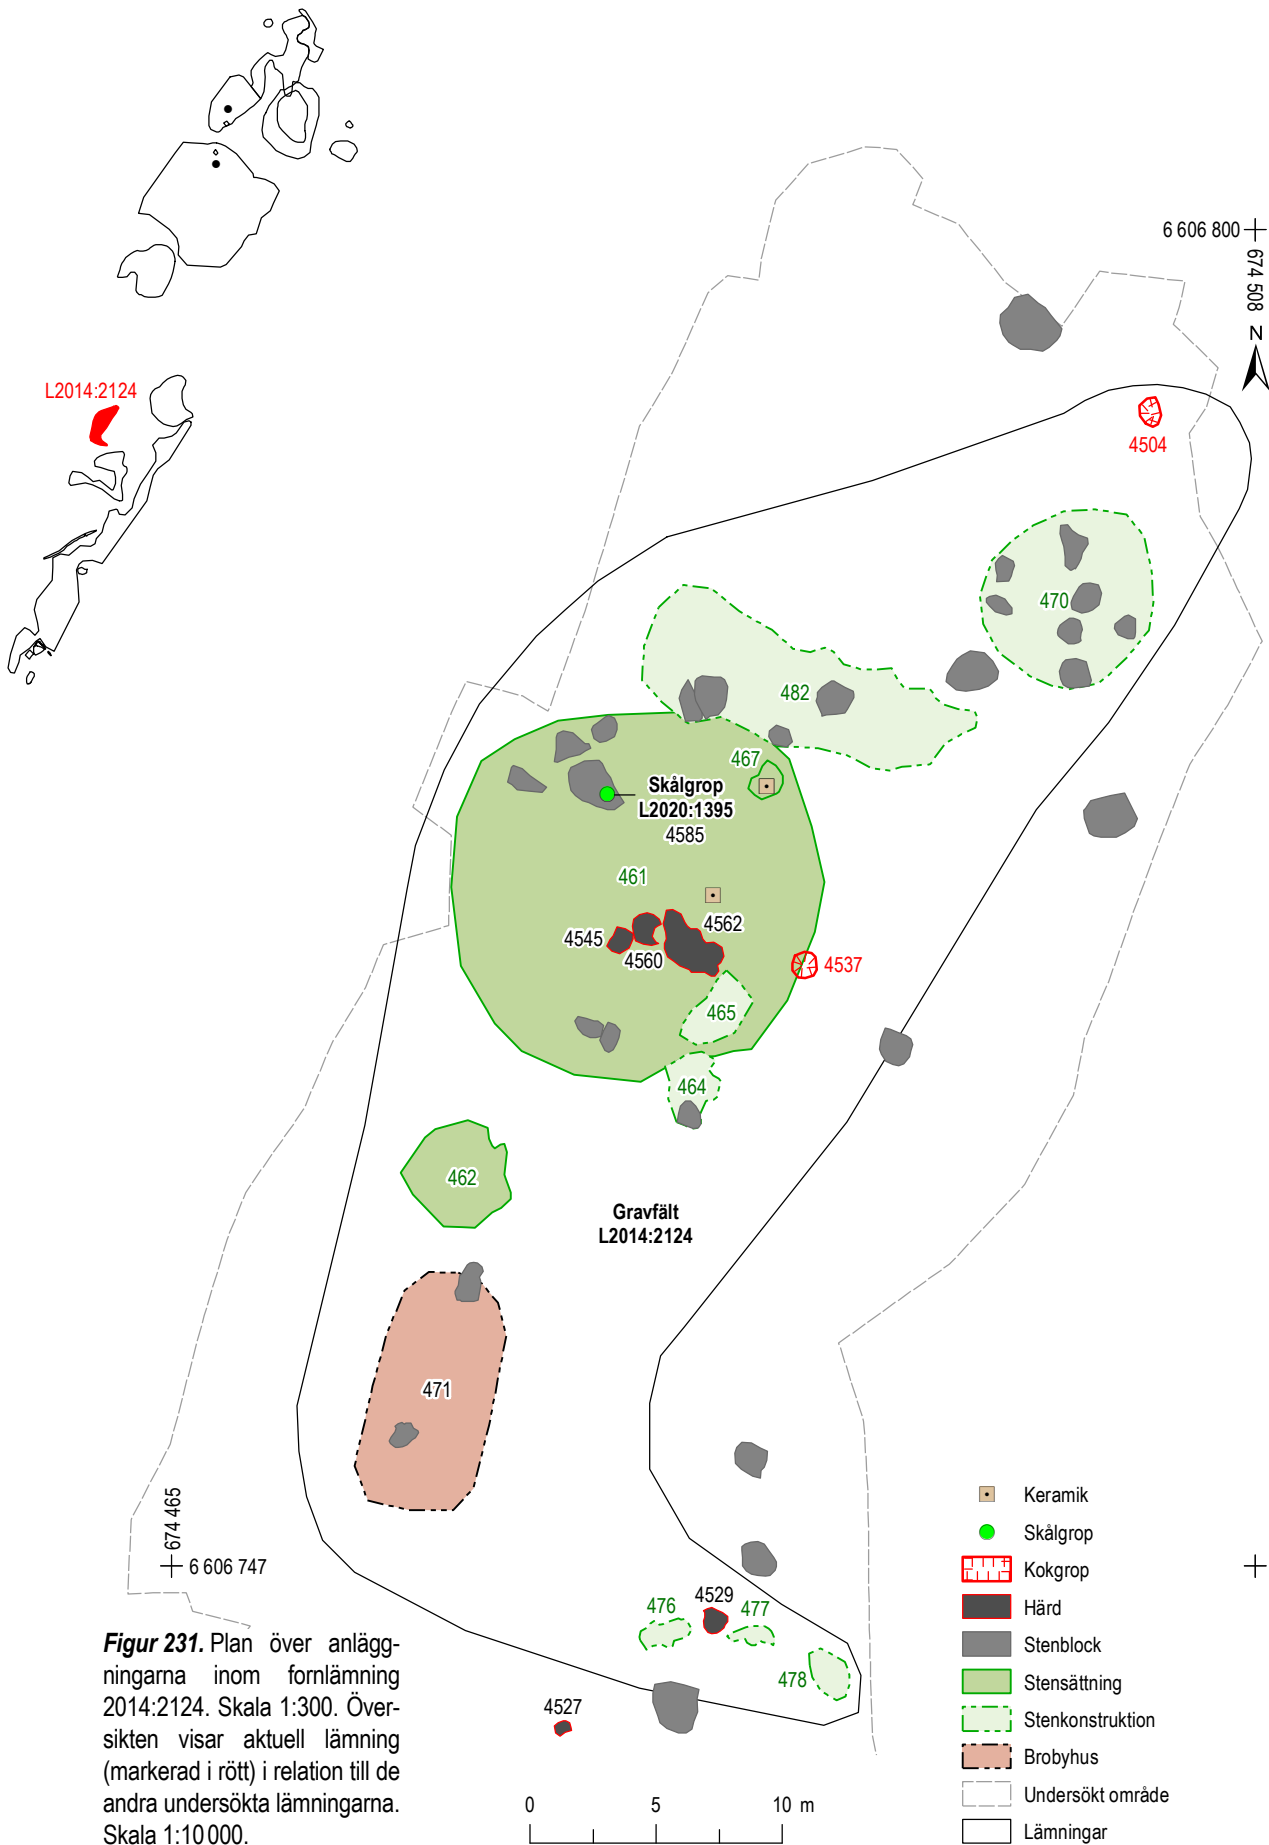 6 606 800
674 508
N
L2014:2124
4504
470
482
467
Skålgrop
L2020:1395
4585
461
4562
4545
4560
4537
465
464
462
Gravfält
L2014:2124
471
674 465
6 606 747
476
4529
477
478
4527
Keramik
Skålgrop
Kokgrop
Härd
Stenblock
Stensättning
Stenkonstruktion
Brobyhus
Undersökt område
Lämningar
Figur 231. Plan över anlägg-
ningarna inom fornlämning
2014:2124. Skala 1:300. Över-
sikten visar aktuell lämning
(markerad i rött) i relation till de
andra undersökta lämningarna.
Skala 1:10 000.
0 5 10 m